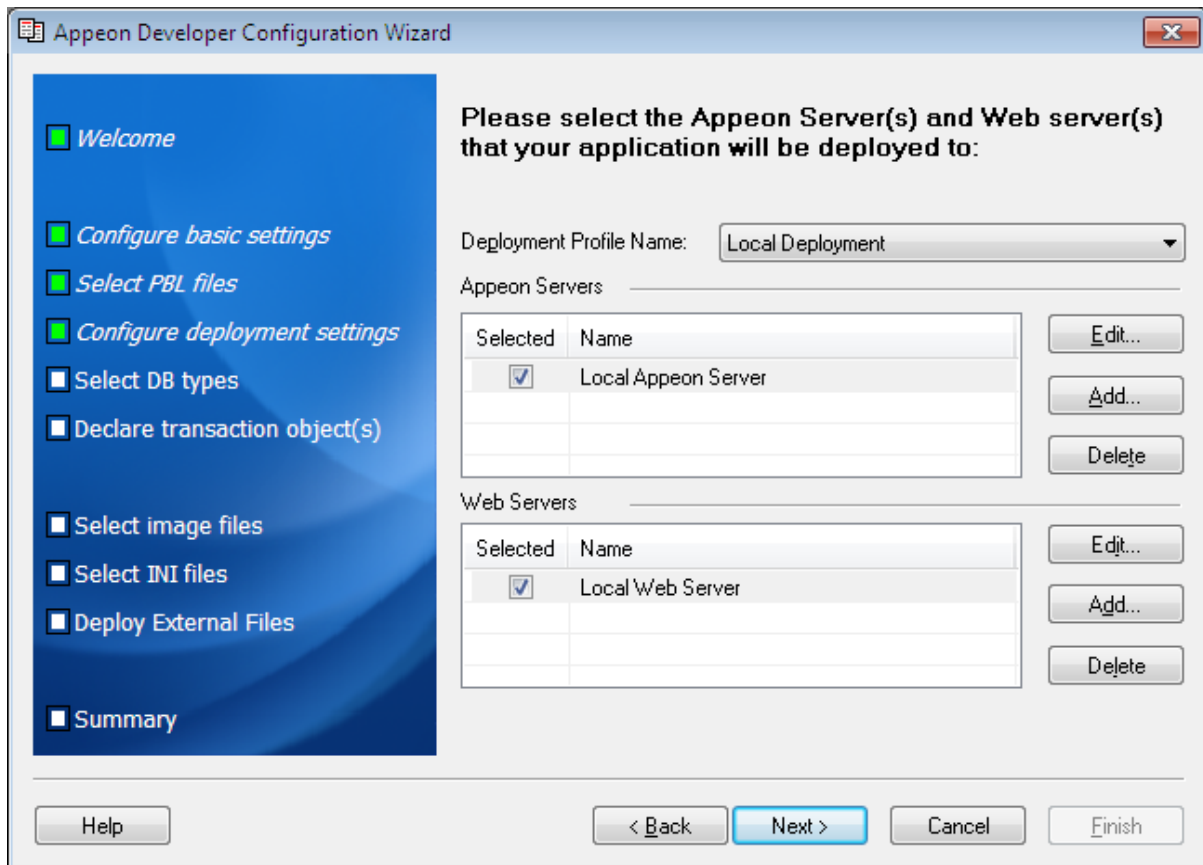 Appeon Developer Configuration Wizard
Welcome
Configure basic settings
Select PBL files
Configure deployment settings
Select DB types
Declare transaction object(s)
Select image files
Select INI files
Deploy External Files
Summary
Please select the Appeon Server(s) and Web server(s)
that your application will be deployed to:
Deployment Profile Name: Local Deployment
Appeon Servers
Selected Name
Local Appeon Server
Edit...
Add...
Delete
Web Servers
Selected Name
Local Web Server
Edit...
Add...
Delete
Help < Back Next > Cancel Finish